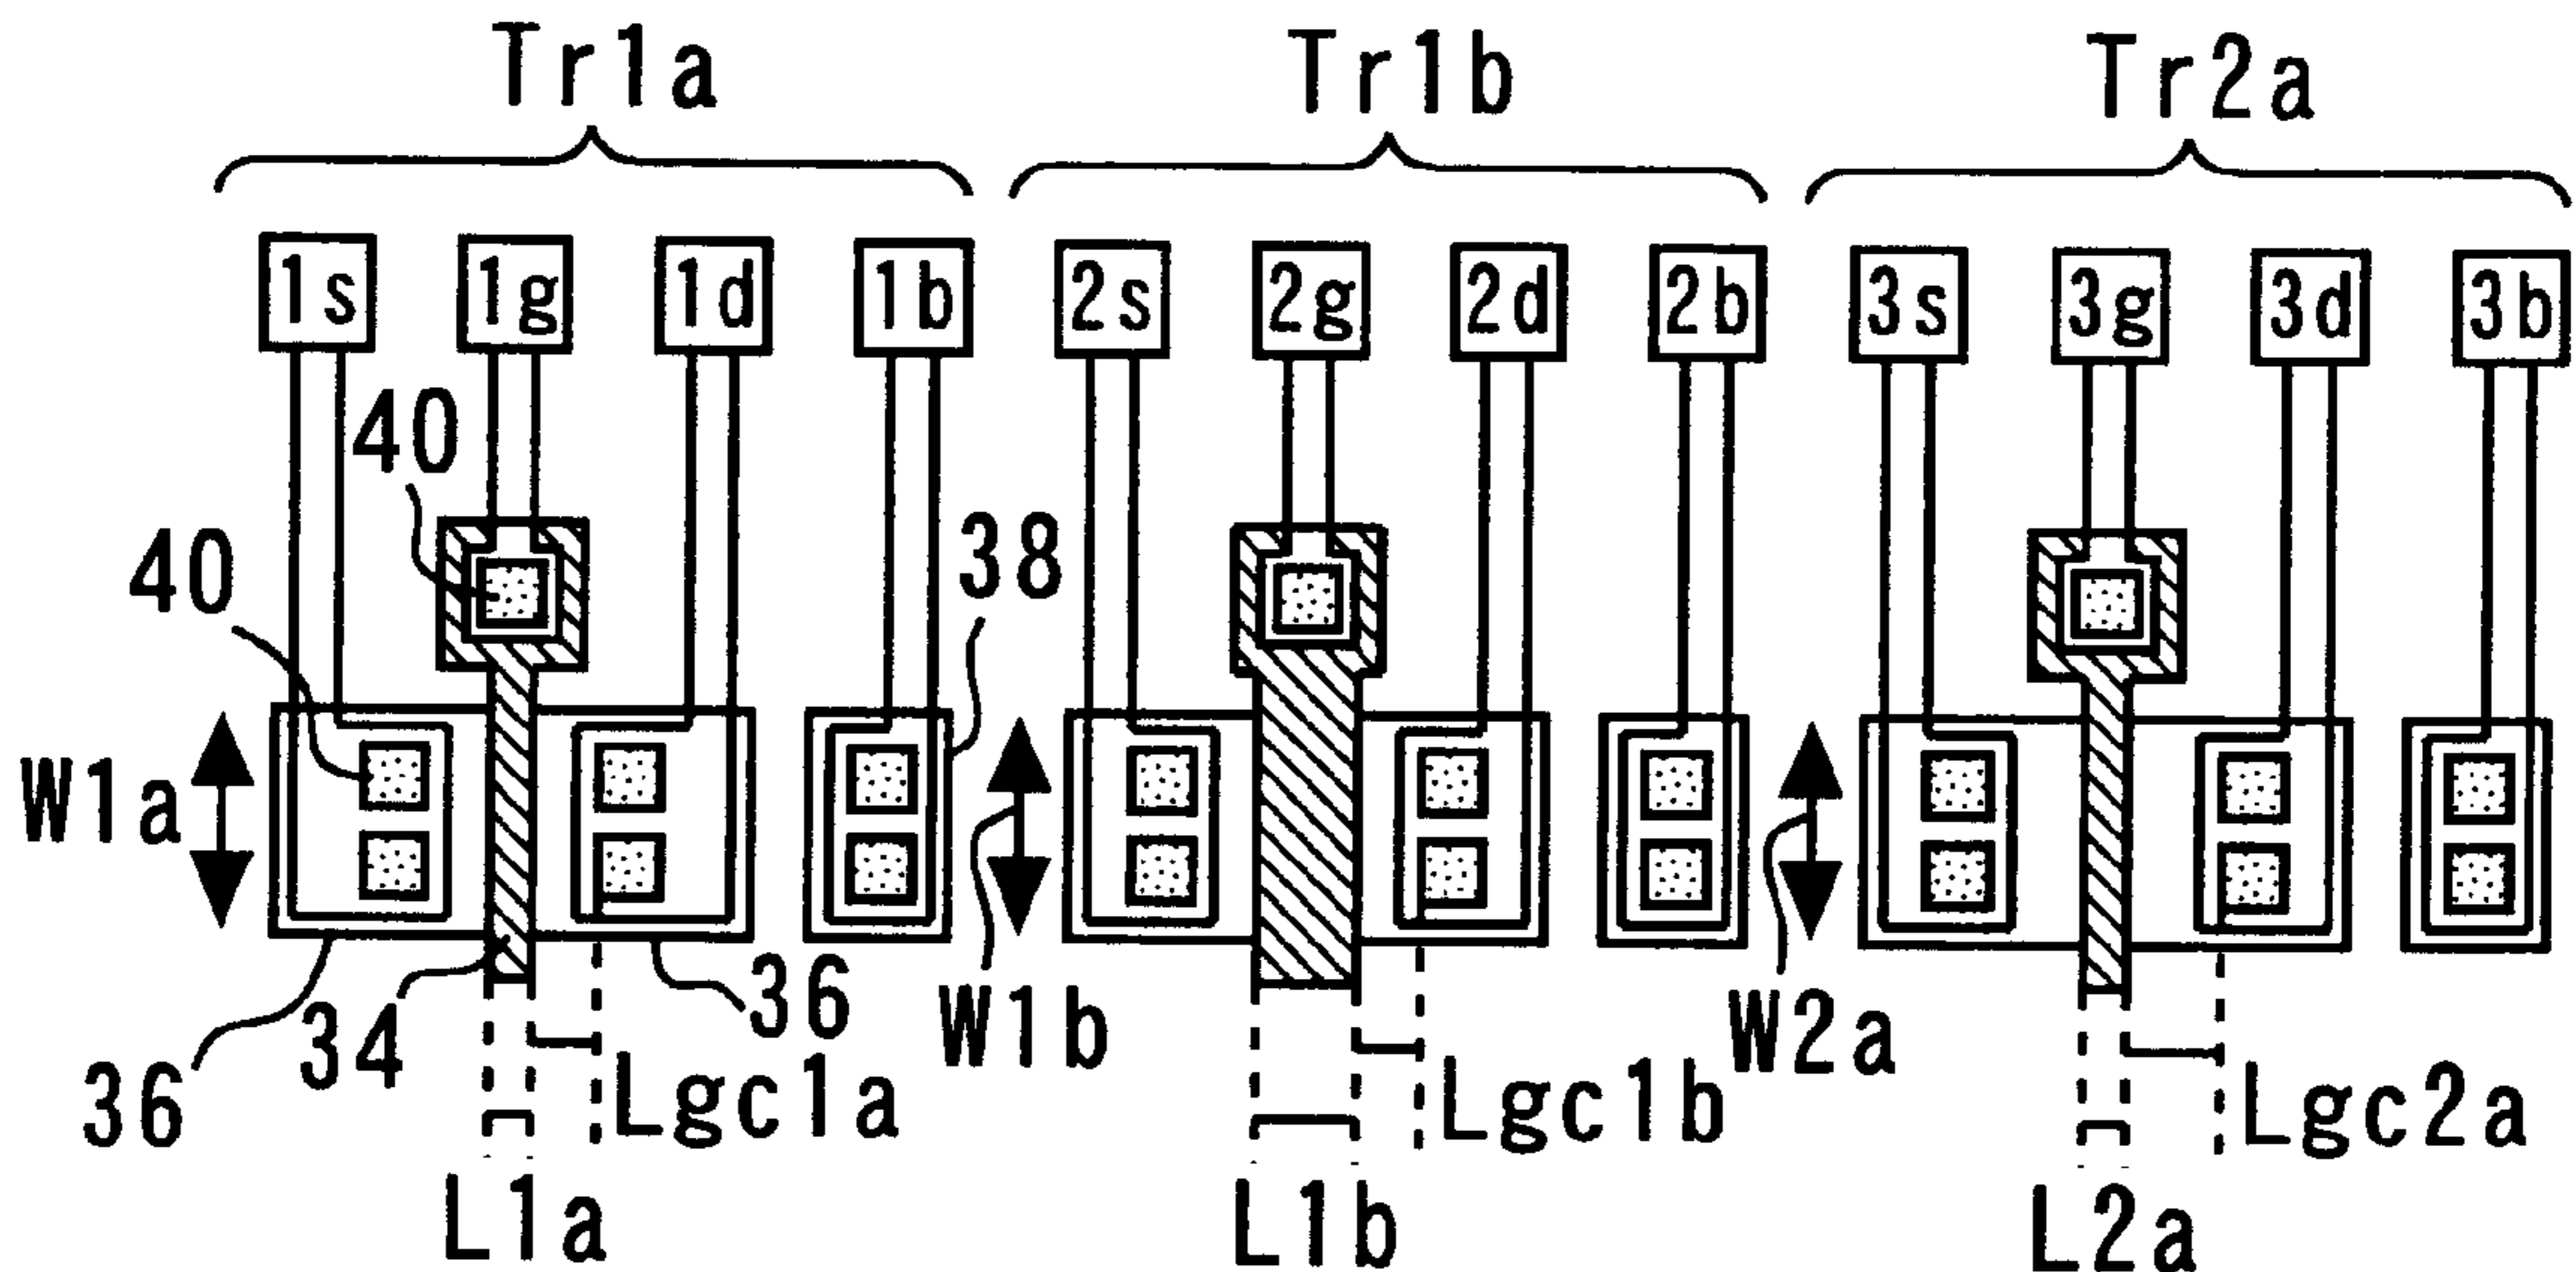 Tr1a Tr1b Tr2a
1s 1g 1d 1b 2s 2g 2d 2b 3s 3g 3d 3b
40
40 38
W1a
36 34 36 W1b W2a
Lgc1a Lgc1b Lgc2a
L1a L1b L2a